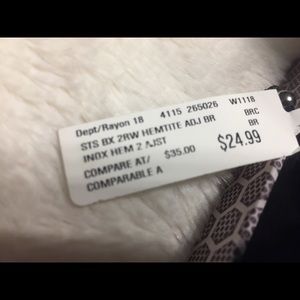 Dept/Rayon 18 4115 265026 W1118
STS BX 2RW HEMTITE ADJ BR BRC
INOX HEM 2 AJST BR
COMPARE AT/ $35.00 $24.99
COMPARABLE A